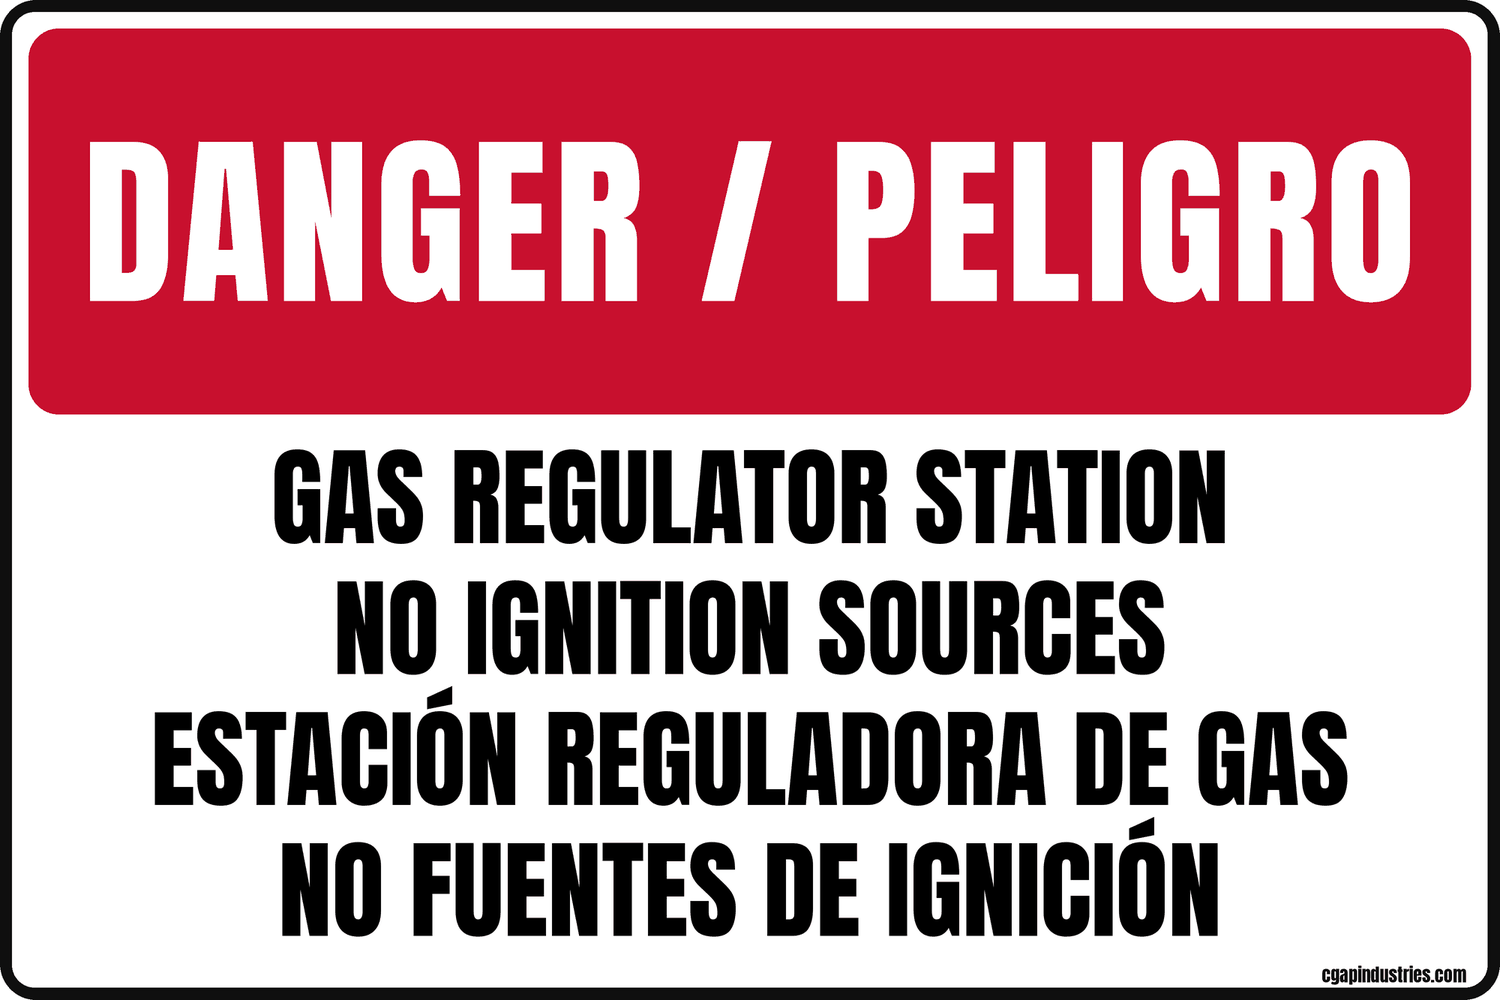 DANGER / PELIGRO
GAS REGULATOR STATION
NO IGNITION SOURCES
ESTACIÓN REGULADORA DE GAS
NO FUENTES DE IGNICIÓN
cgapindustries.com